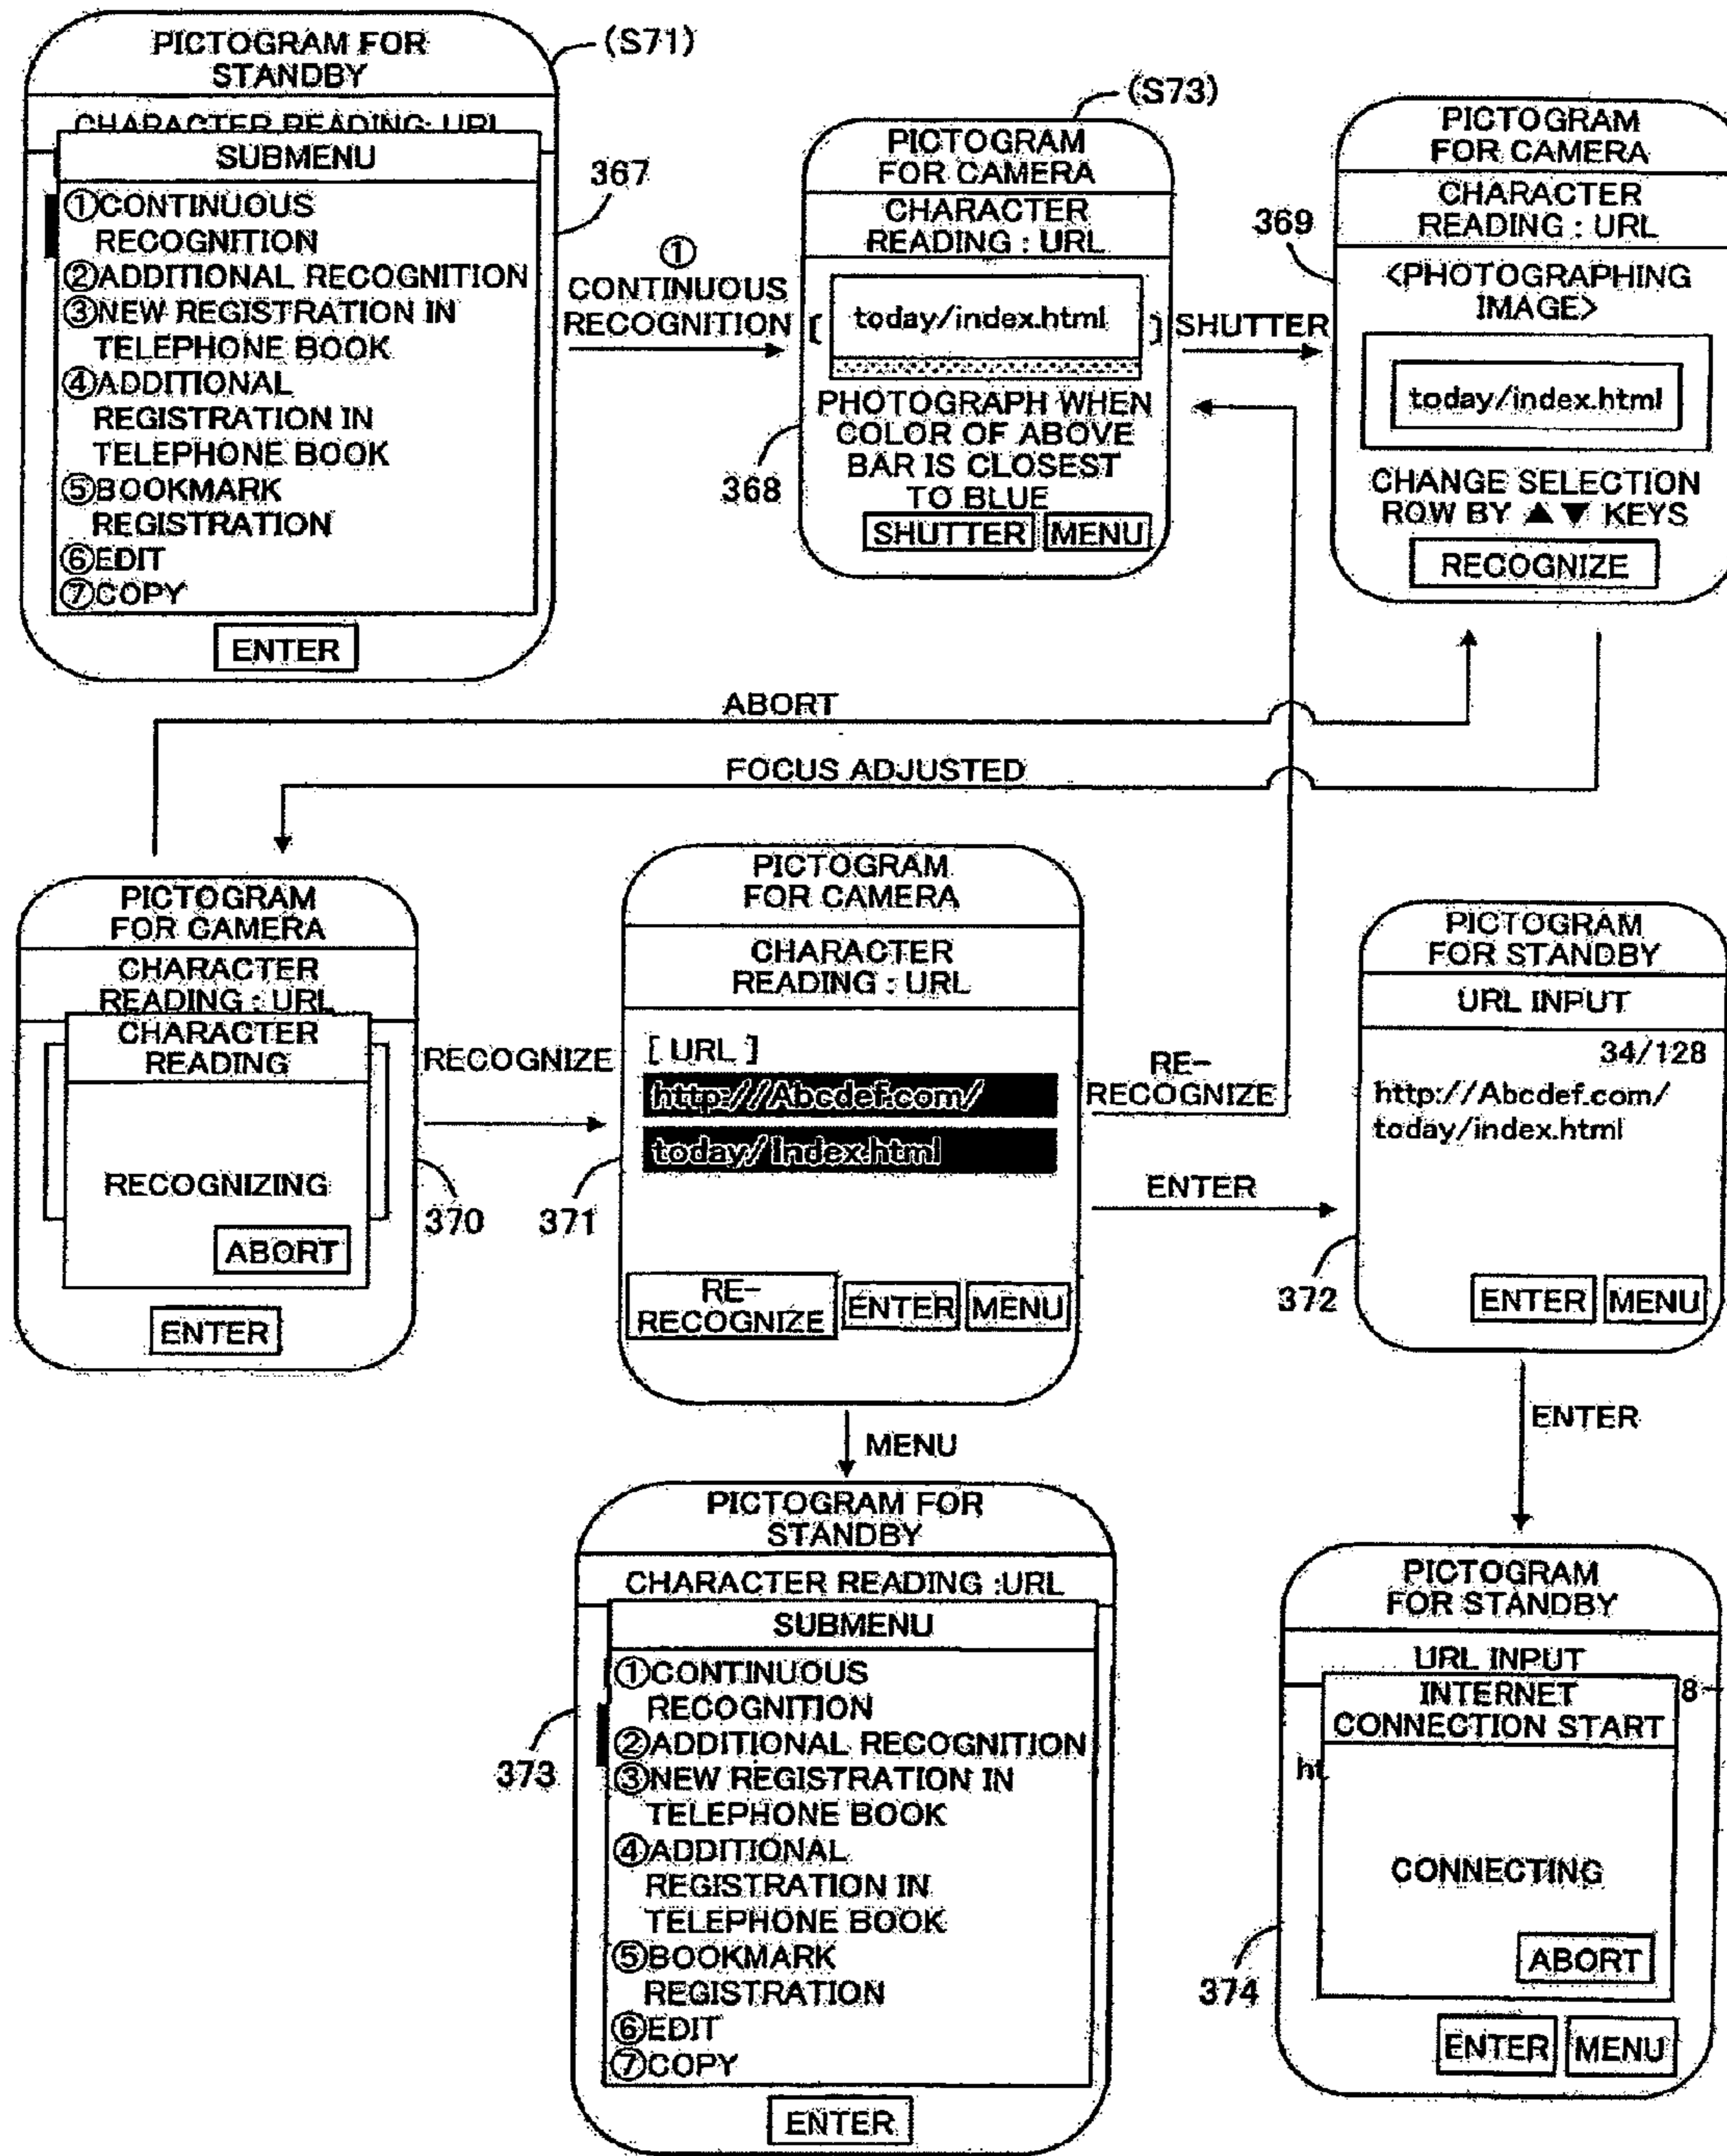 PICTOGRAM FOR
STANDBY
(S71)
CHARACTER READING: URL
SUBMENU
①CONTINUOUS
RECOGNITION
②ADDITIONAL RECOGNITION
③NEW REGISTRATION IN
TELEPHONE BOOK
④ADDITIONAL
REGISTRATION IN
TELEPHONE BOOK
⑤BOOKMARK
REGISTRATION
⑥EDIT
⑦COPY
ENTER
367
①
CONTINUOUS
RECOGNITION
(S73)
PICTOGRAM
FOR CAMERA
CHARACTER
READING : URL
[ today/index.html ]
PHOTOGRAPH WHEN
COLOR OF ABOVE
BAR IS CLOSEST
TO BLUE
SHUTTER MENU
368
SHUTTER
369
PICTOGRAM
FOR CAMERA
CHARACTER
READING : URL
<PHOTOGRAPHING
IMAGE>
today/index.html
CHANGE SELECTION
ROW BY ▲▼ KEYS
RECOGNIZE
ABORT
FOCUS ADJUSTED
PICTOGRAM
FOR CAMERA
CHARACTER
READING : URL
CHARACTER
READING
RECOGNIZING
ABORT
ENTER
370
RECOGNIZE
PICTOGRAM
FOR CAMERA
CHARACTER
READING : URL
[ URL ]
http://Abcdef.com/
today/Index.html
RE-
RECOGNIZE ENTER MENU
371
RE-
RECOGNIZE
ENTER
PICTOGRAM
FOR STANDBY
URL INPUT
34/128
http://Abcdef.com/
today/index.html
ENTER MENU
372
MENU
ENTER
PICTOGRAM FOR
STANDBY
CHARACTER READING :URL
SUBMENU
①CONTINUOUS
RECOGNITION
②ADDITIONAL RECOGNITION
③NEW REGISTRATION IN
TELEPHONE BOOK
④ADDITIONAL
REGISTRATION IN
TELEPHONE BOOK
⑤BOOKMARK
REGISTRATION
⑥EDIT
⑦COPY
ENTER
373
PICTOGRAM
FOR STANDBY
URL INPUT
8
INTERNET
CONNECTION START
ht
CONNECTING
ABORT
ENTER MENU
374